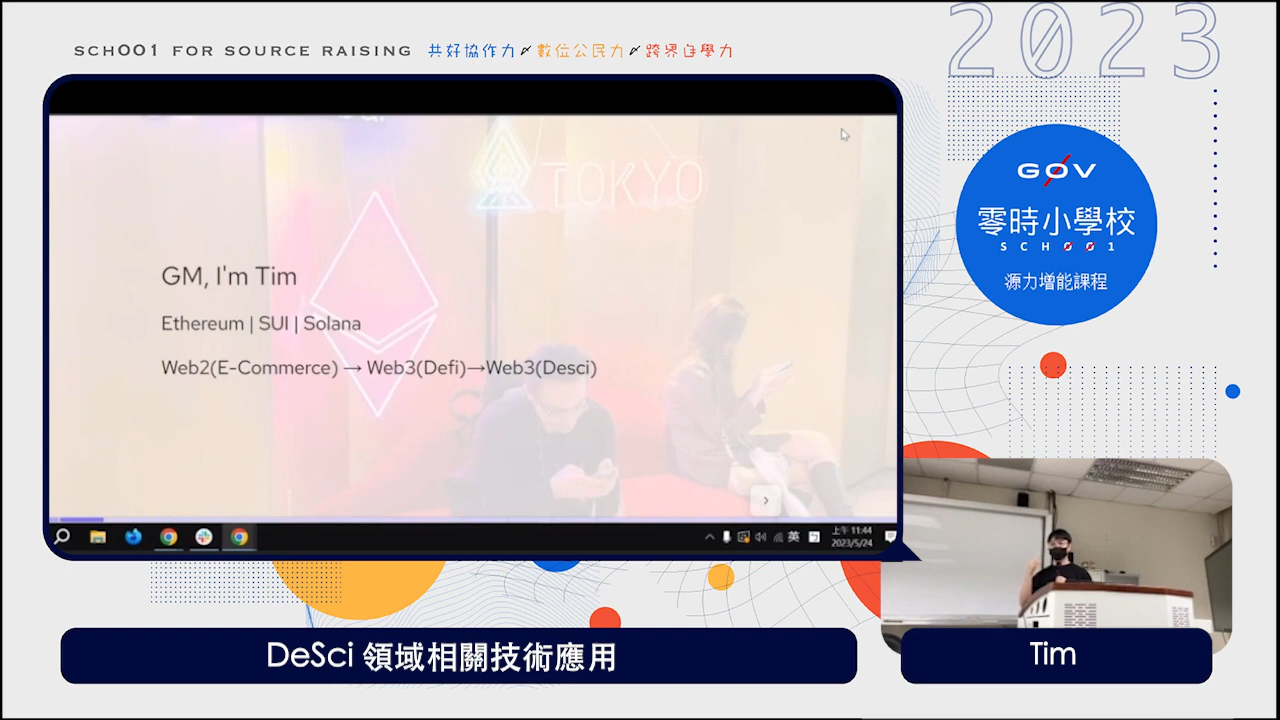 SCH001 FOR SOURCE RAISING 共好協作力〆數位公民力〆跨界自學力
2023
TOKYO
GM, I'm Tim
Ethereum | SUI | Solana
Web2(E-Commerce) → Web3(Defi)→Web3(Desci)
英
上午 11:44
2023/5/24
G0V
零時小學校
SCH001
源力增能課程
DeSci 領域相關技術應用
Tim